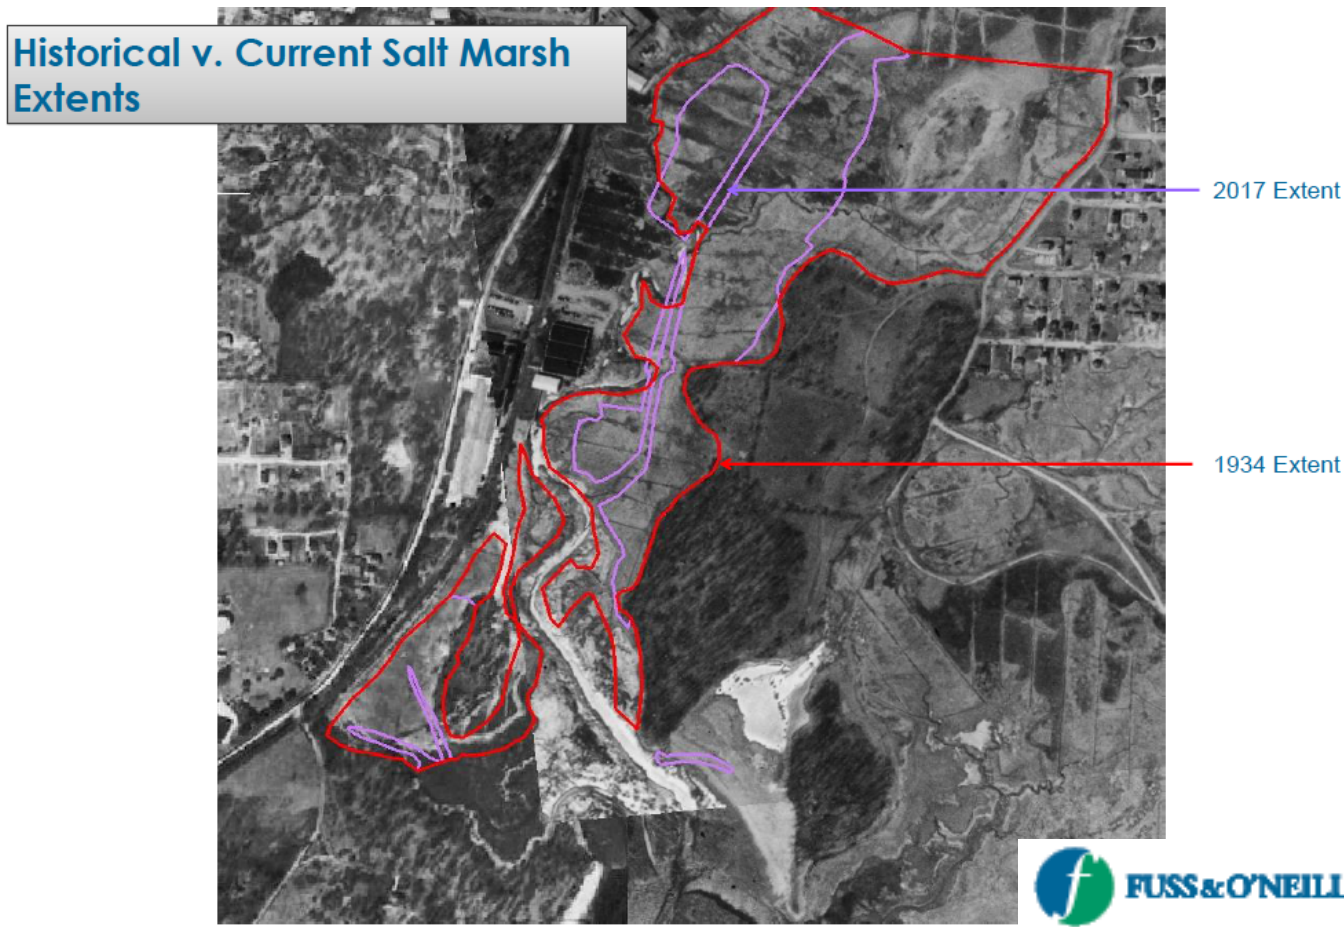 Historical v. Current Salt Marsh
Extents
2017 Extent
1934 Extent
FUSS&O'NEILL